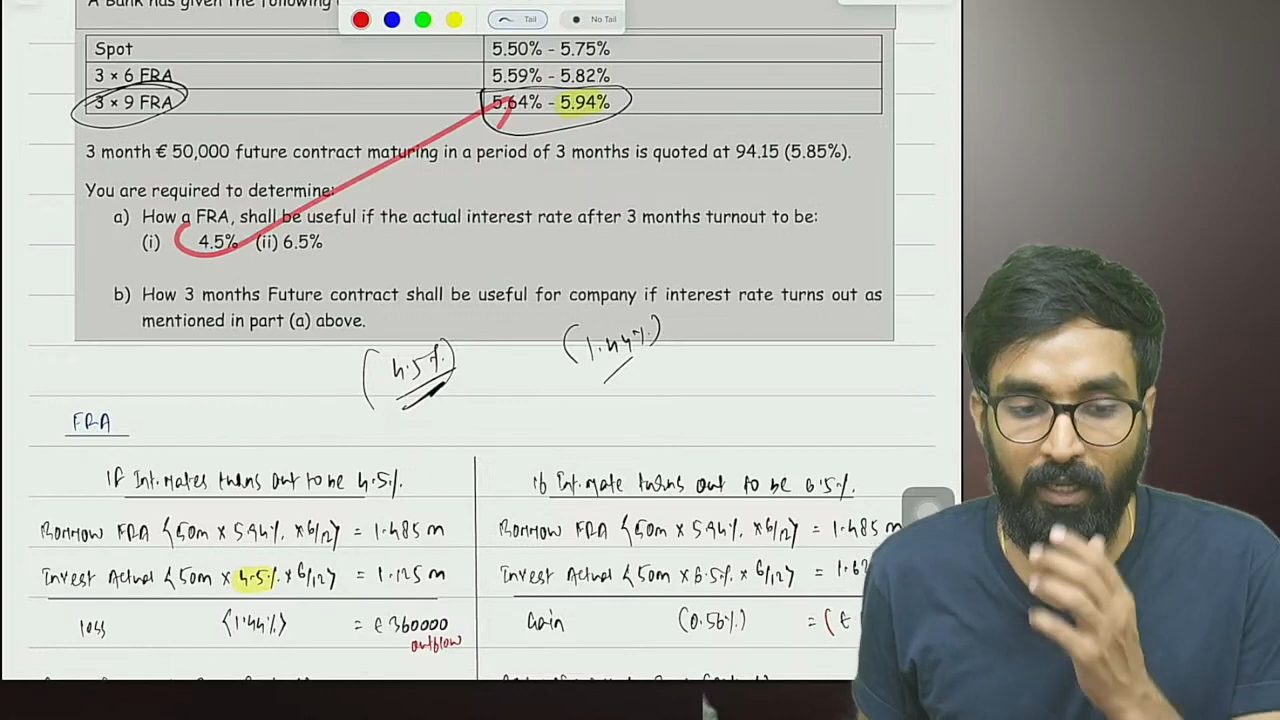 A Bank has given the following
Tail
No Tail
Spot 5.50% - 5.75%
3 × 6 FRA 5.59% - 5.82%
3 × 9 FRA 5.64% - 5.94%
3 month € 50,000 future contract maturing in a period of 3 months is quoted at 94.15 (5.85%).
You are required to determine:
a) How a FRA, shall be useful if the actual interest rate after 3 months turnout to be:
(i) 4.5% (ii) 6.5%
b) How 3 months Future contract shall be useful for company if interest rate turns out as
mentioned in part (a) above.
(4.5%) (1.44%)
FRA
If Int. rates turns out to be 4.5%.
Borrow FRA {50m × 5.94% × 6/12} = 1.485 m
Invest Actual {50m × 4.5% × 6/12} = 1.125 m
loss {1.44%} = € 360000
outflow
if Int. rate turns out to be 6.5%.
Borrow FRA {50m × 5.94% × 6/12} = 1.485 m
Invest Actual {50m × 6.5% × 6/12} = 1.62
Gain (0.56%) = (€